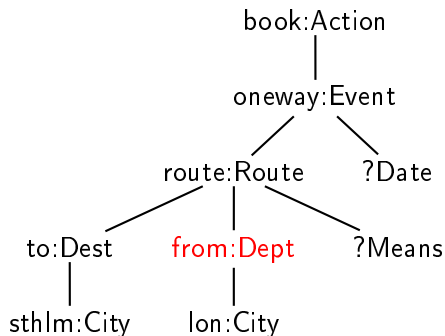 book:Action
oneway:Event
route:Route ?Date
to:Dest from:Dept ?Means
sthlm:City lon:City